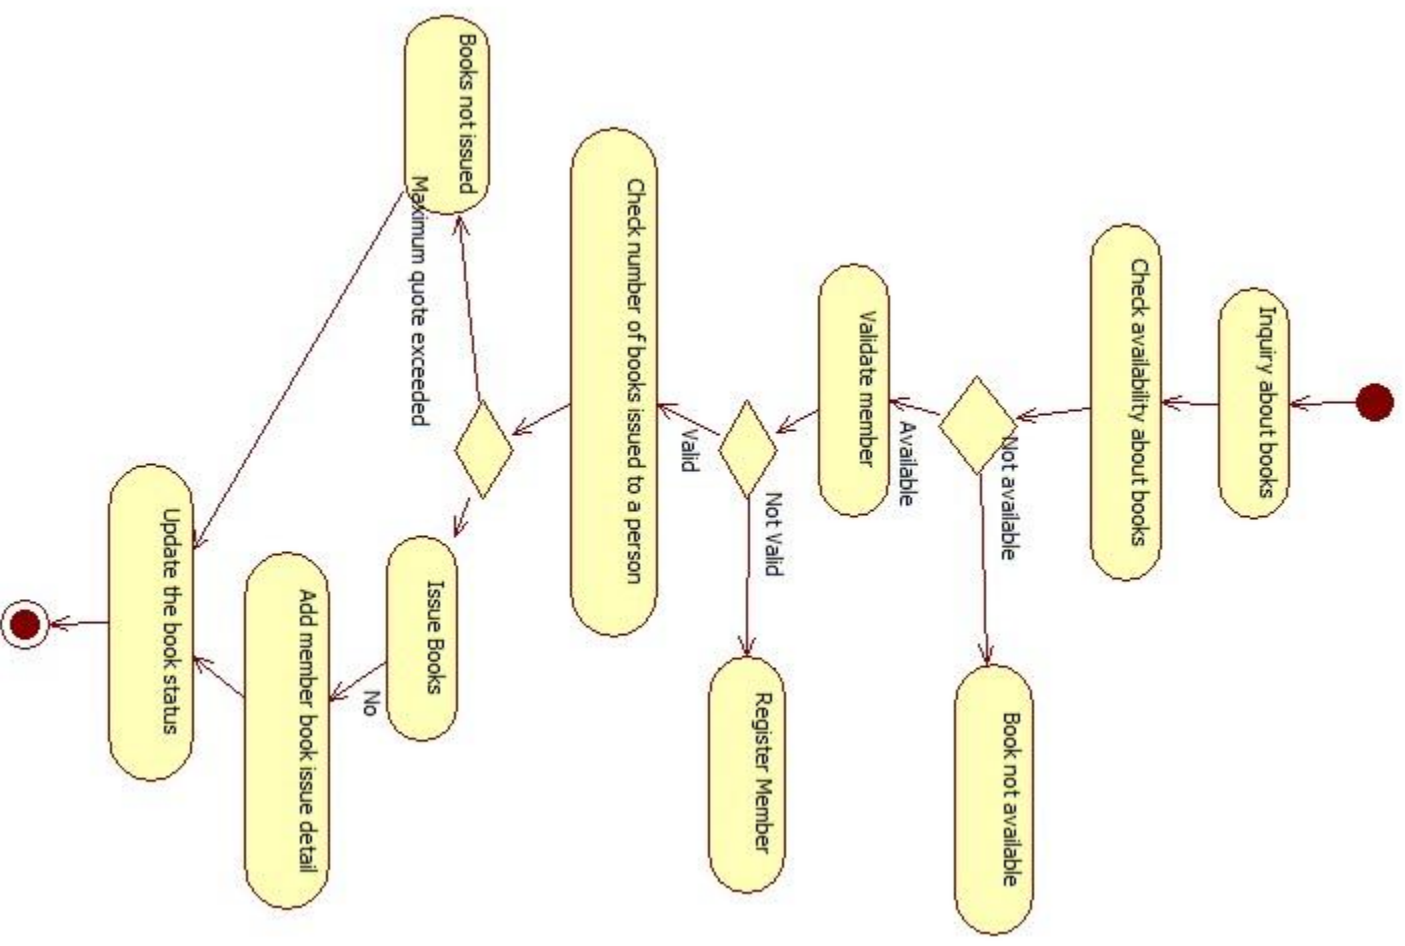 Inquiry about books
Check availability about books
Not available
Available
Book not available
Validate member
Not Valid
Valid
Register Member
Check number of books issued to a person
Maximum quote exceeded
Books not issued
Issue Books
No
Add member book issue detail
Update the book status